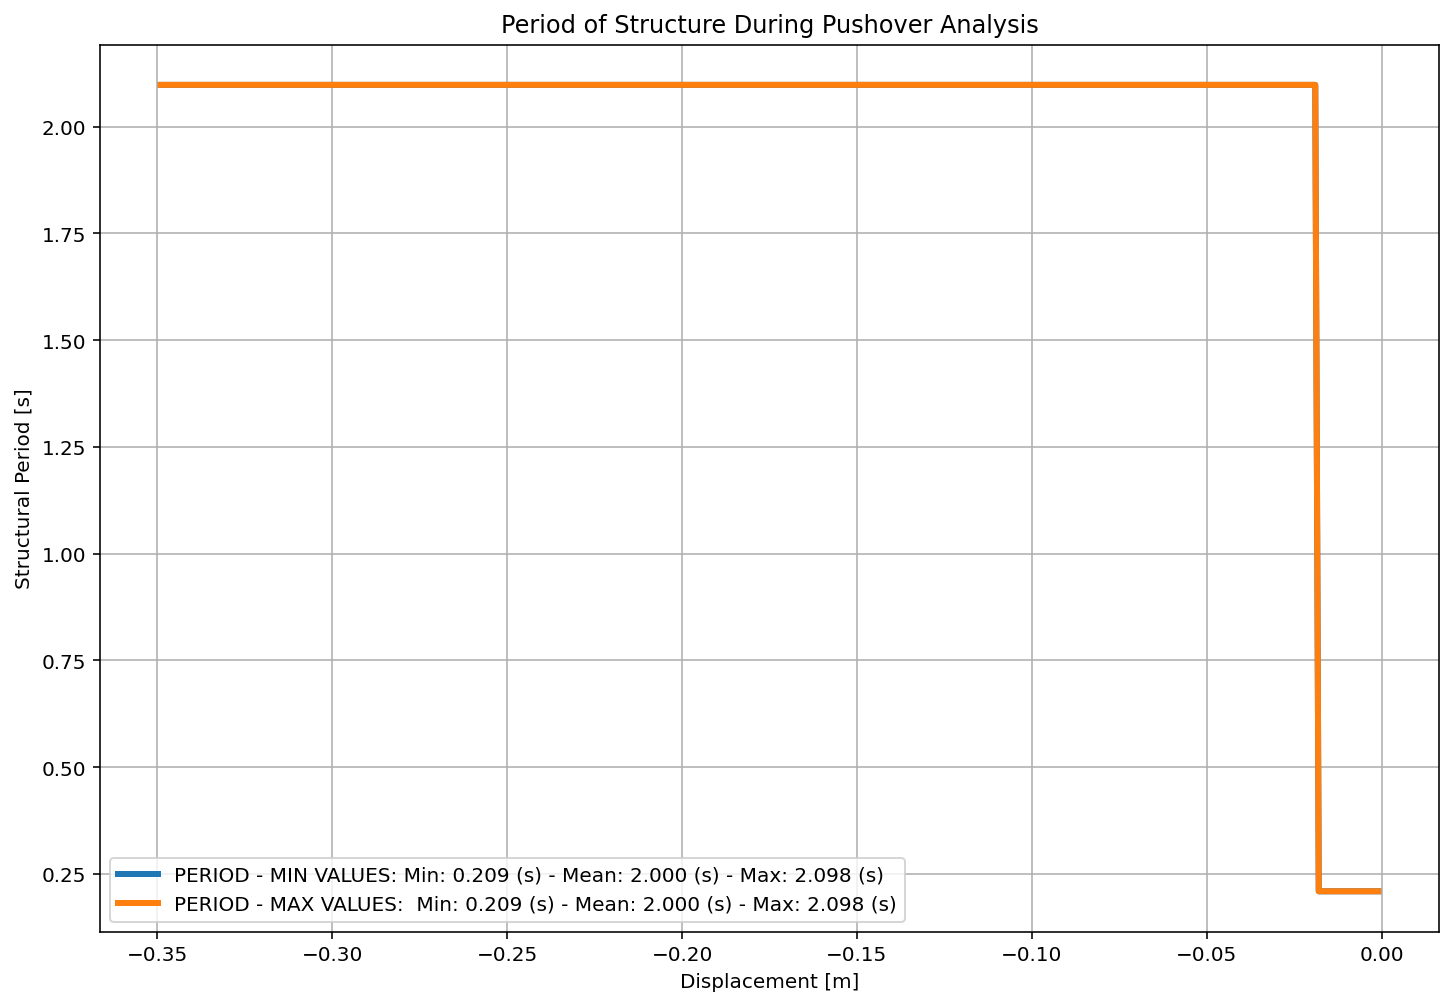 Period of Structure During Pushover Analysis
Structural Period [s]
2.00
1.75
1.50
1.25
1.00
0.75
0.50
0.25
PERIOD - MIN VALUES: Min: 0.209 (s) - Mean: 2.000 (s) - Max: 2.098 (s)
PERIOD - MAX VALUES:  Min: 0.209 (s) - Mean: 2.000 (s) - Max: 2.098 (s)
−0.35 −0.30 −0.25 −0.20 −0.15 −0.10 −0.05 0.00
Displacement [m]